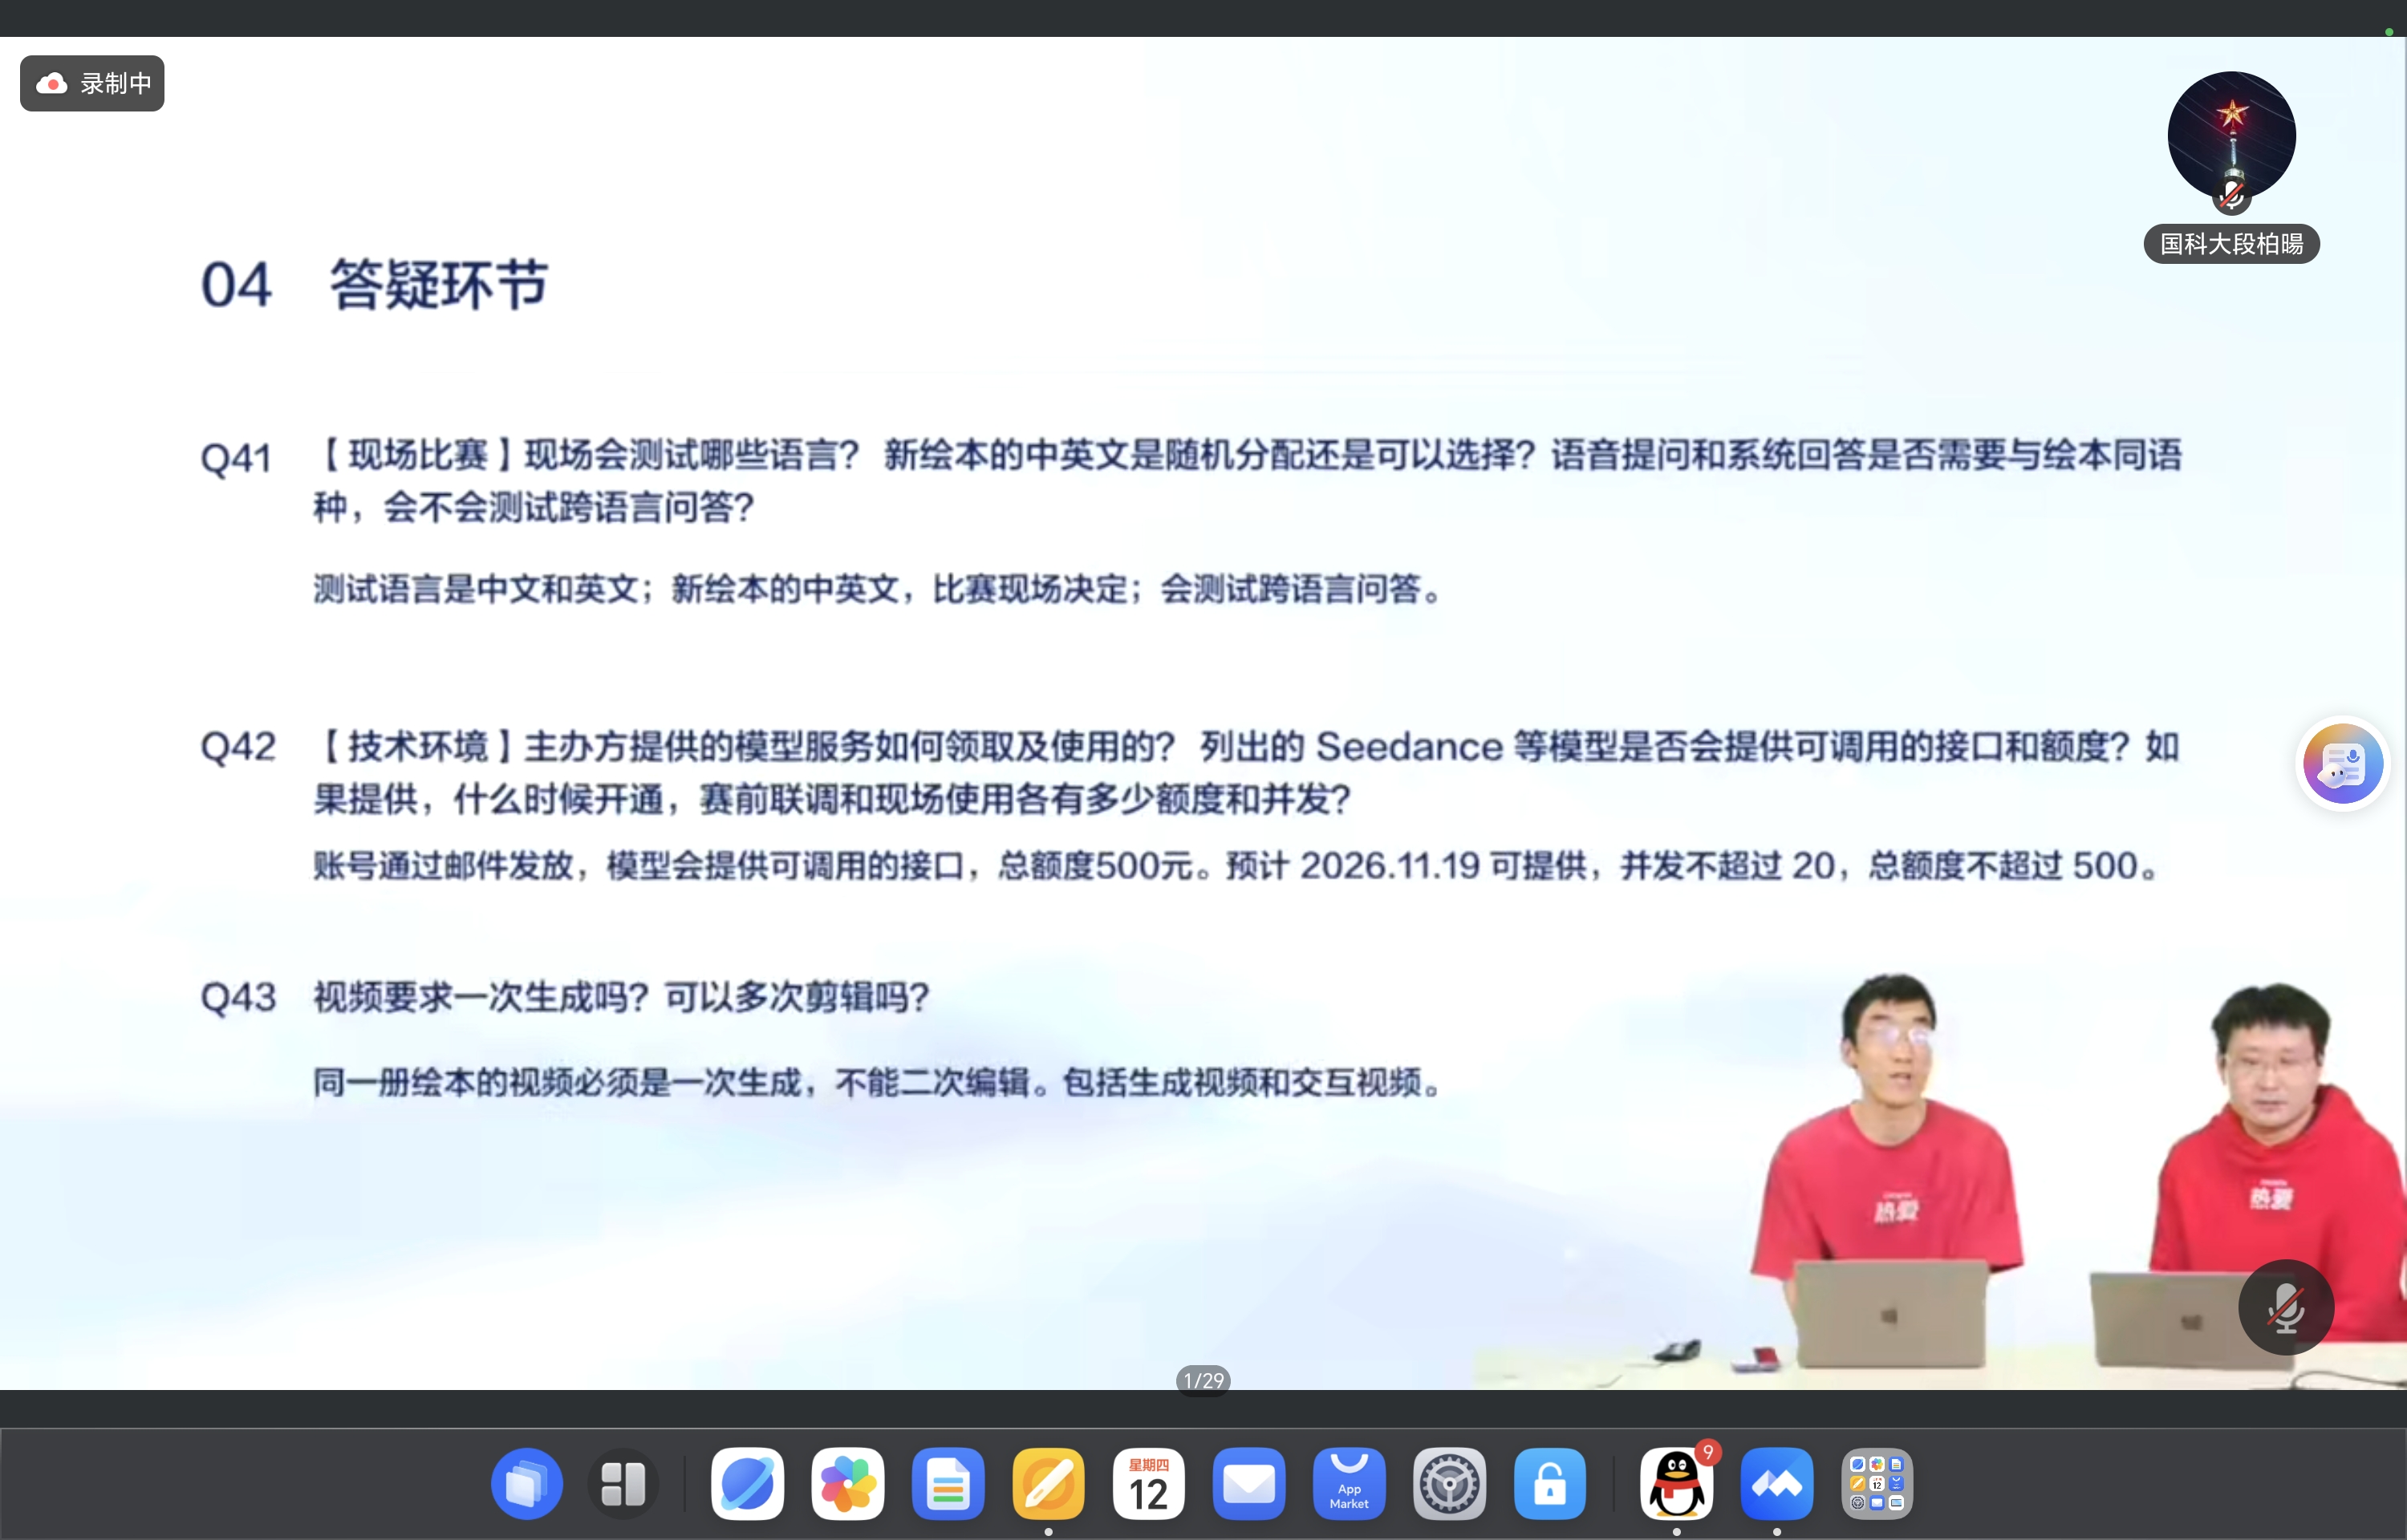 录制中
国科大段柏暘
04 答疑环节
Q41 【现场比赛】现场会测试哪些语言? 新绘本的中英文是随机分配还是可以选择? 语音提问和系统回答是否需要与绘本同语
种，会不会测试跨语言问答?
测试语言是中文和英文；新绘本的中英文，比赛现场决定；会测试跨语言问答。
Q42 【技术环境】主办方提供的模型服务如何领取及使用的? 列出的 Seedance 等模型是否会提供可调用的接口和额度? 如
果提供，什么时候开通，赛前联调和现场使用各有多少额度和并发?
账号通过邮件发放，模型会提供可调用的接口，总额度500元。预计 2026.11.19 可提供，并发不超过 20，总额度不超过 500。
Q43 视频要求一次生成吗? 可以多次剪辑吗?
同一册绘本的视频必须是一次生成，不能二次编辑。包括生成视频和交互视频。
热爱
热爱
1/29
星期四
12
App
Market
9